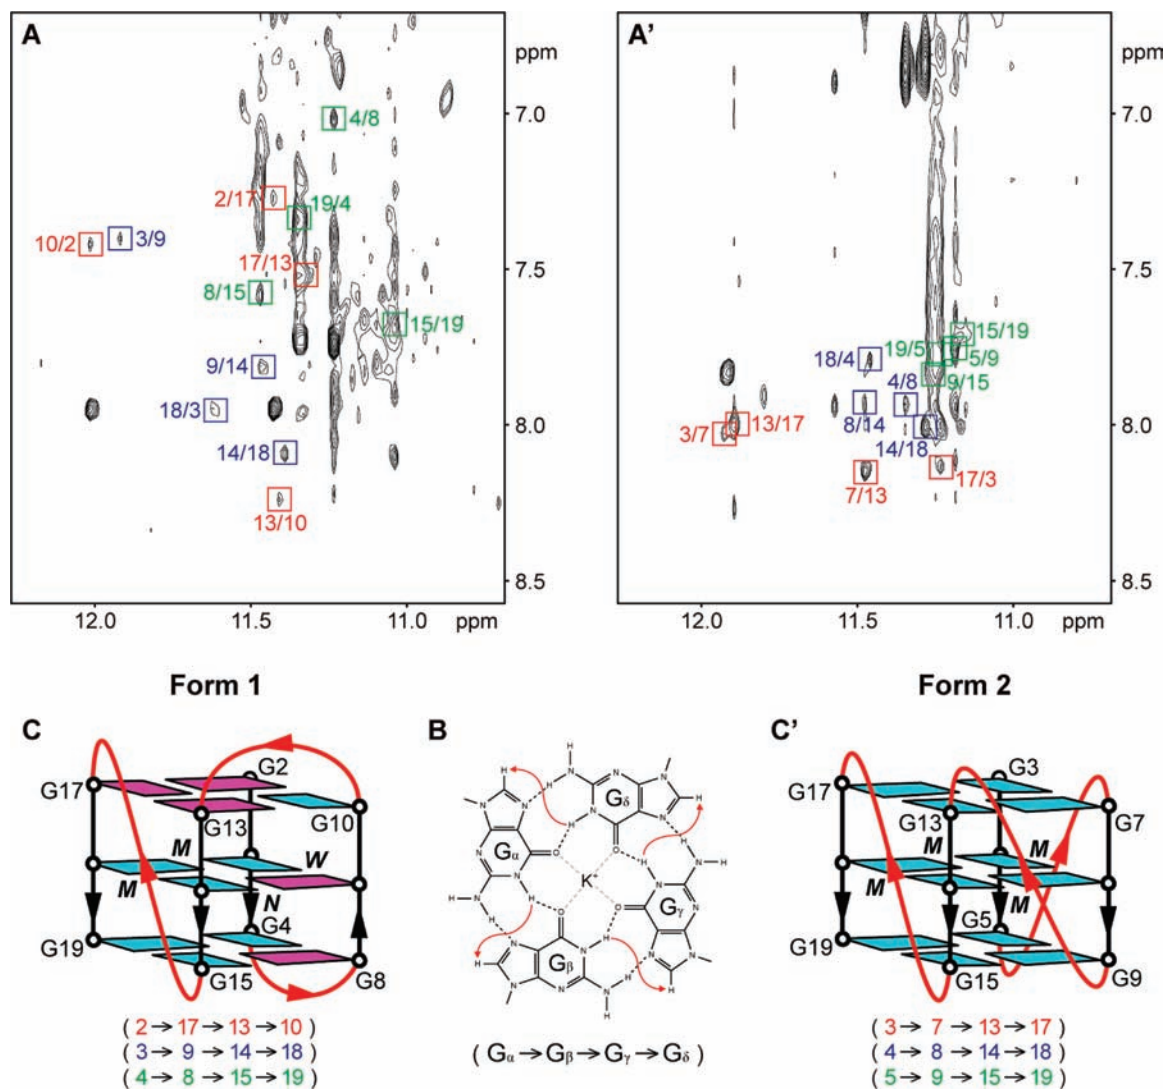 A
ppm
7.0
7.5
8.0
8.5
4/8
2/17
19/4
10/2
3/9
17/13
8/15
15/19
9/14
18/3
14/18
13/10
12.0
11.5
11.0
ppm
A'
ppm
7.0
7.5
8.0
8.5
15/19
19/5
18/4
5/9
4/8
9/15
13/17
3/7
8/14
14/18
7/13
17/3
12.0
11.5
11.0
ppm
Form 1
Form 2
C
G2
G17
G13
G10
M
W
M
N
G4
G19
G15
G8
( 2 → 17 → 13 → 10 )
( 3 → 9 → 14 → 18 )
( 4 → 8 → 15 → 19 )
B
H
H
H
N
N
N
Gδ
H
N
N
H
N
N
H
N
O
O
N
H
Gα
K+
N
H
N
N
H
O
O
Gγ
N
N
H
N
H
N
N
H
N
H
Gβ
N
N
N
H
H
H
( Gα → Gβ → Gγ → Gδ )
C'
G3
G17
G13
G7
M
M
M
M
G5
G19
G15
G9
( 3 → 7 → 13 → 17 )
( 4 → 8 → 14 → 18 )
( 5 → 9 → 15 → 19 )